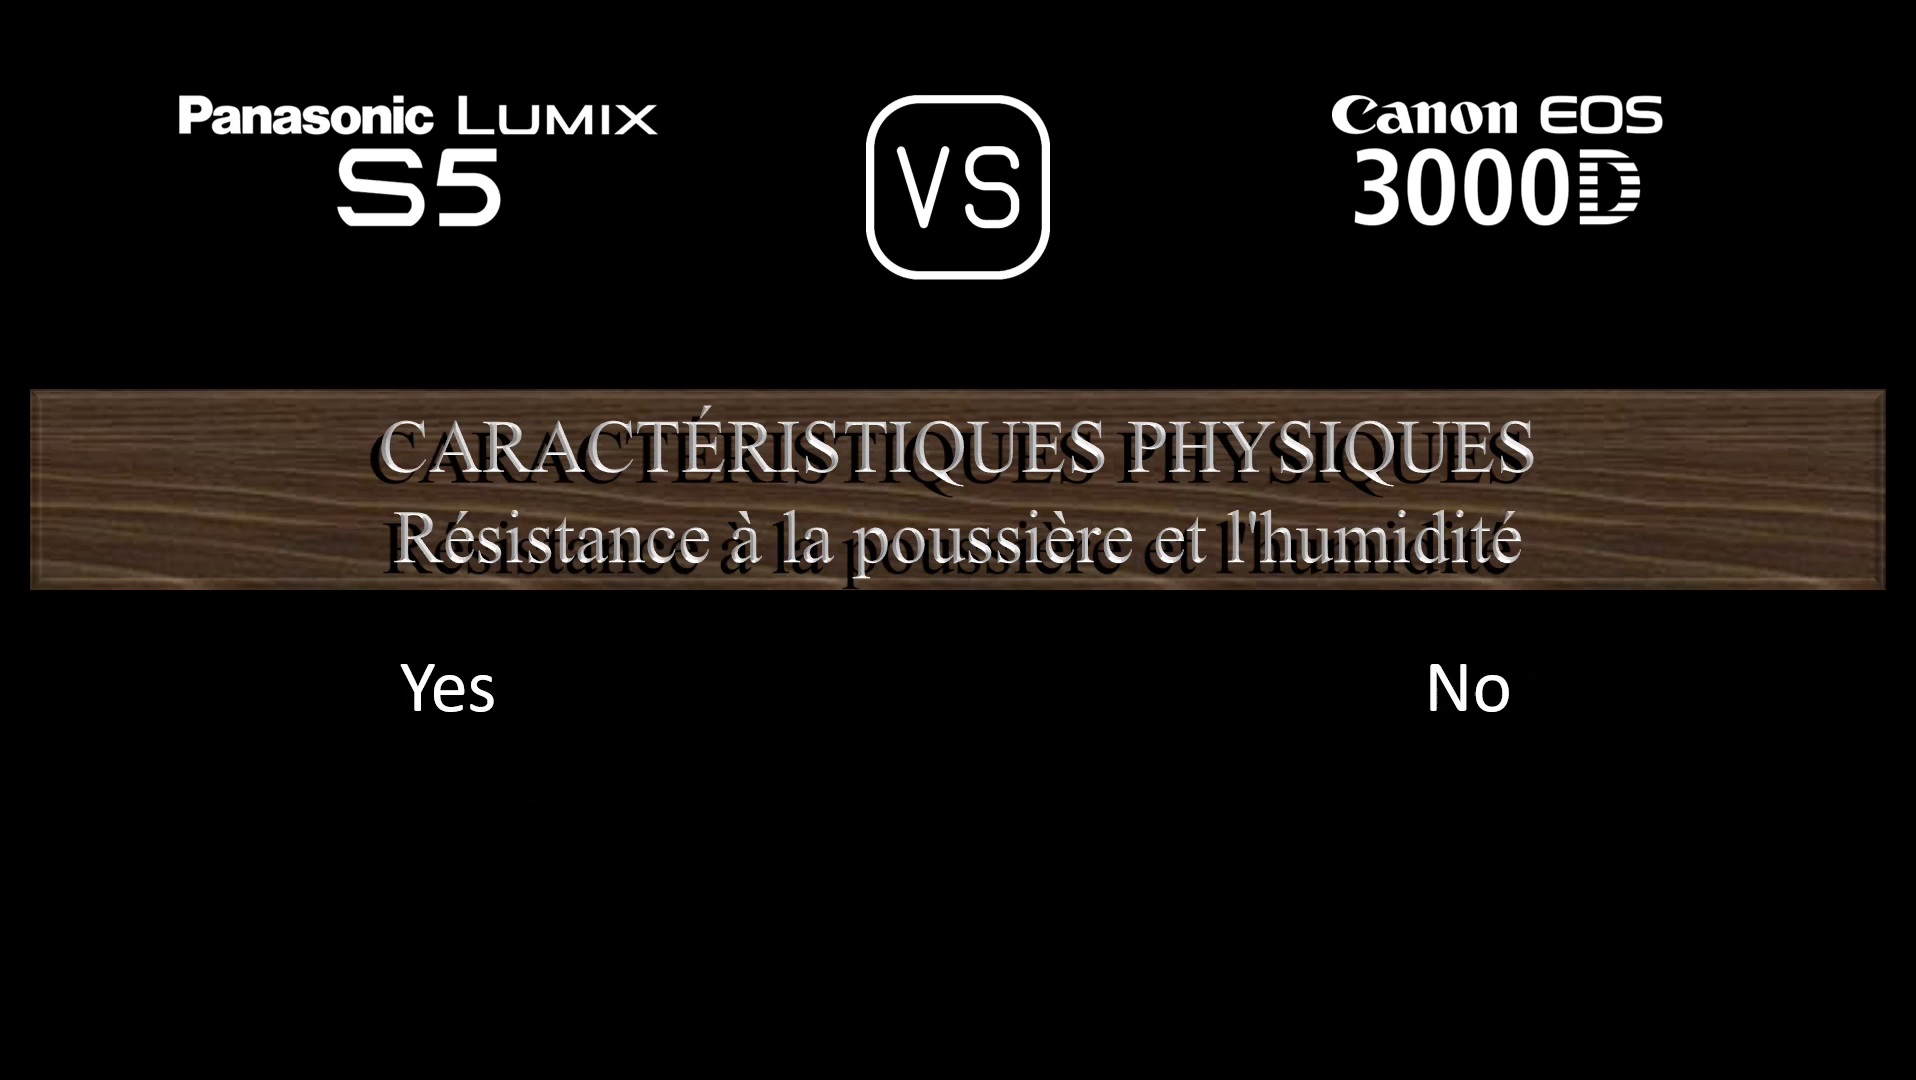 Panasonic LUMIX
S5
VS
Canon EOS
3000D
CARACTÉRISTIQUES PHYSIQUES
Résistance à la poussière et l'humidité
Yes
No